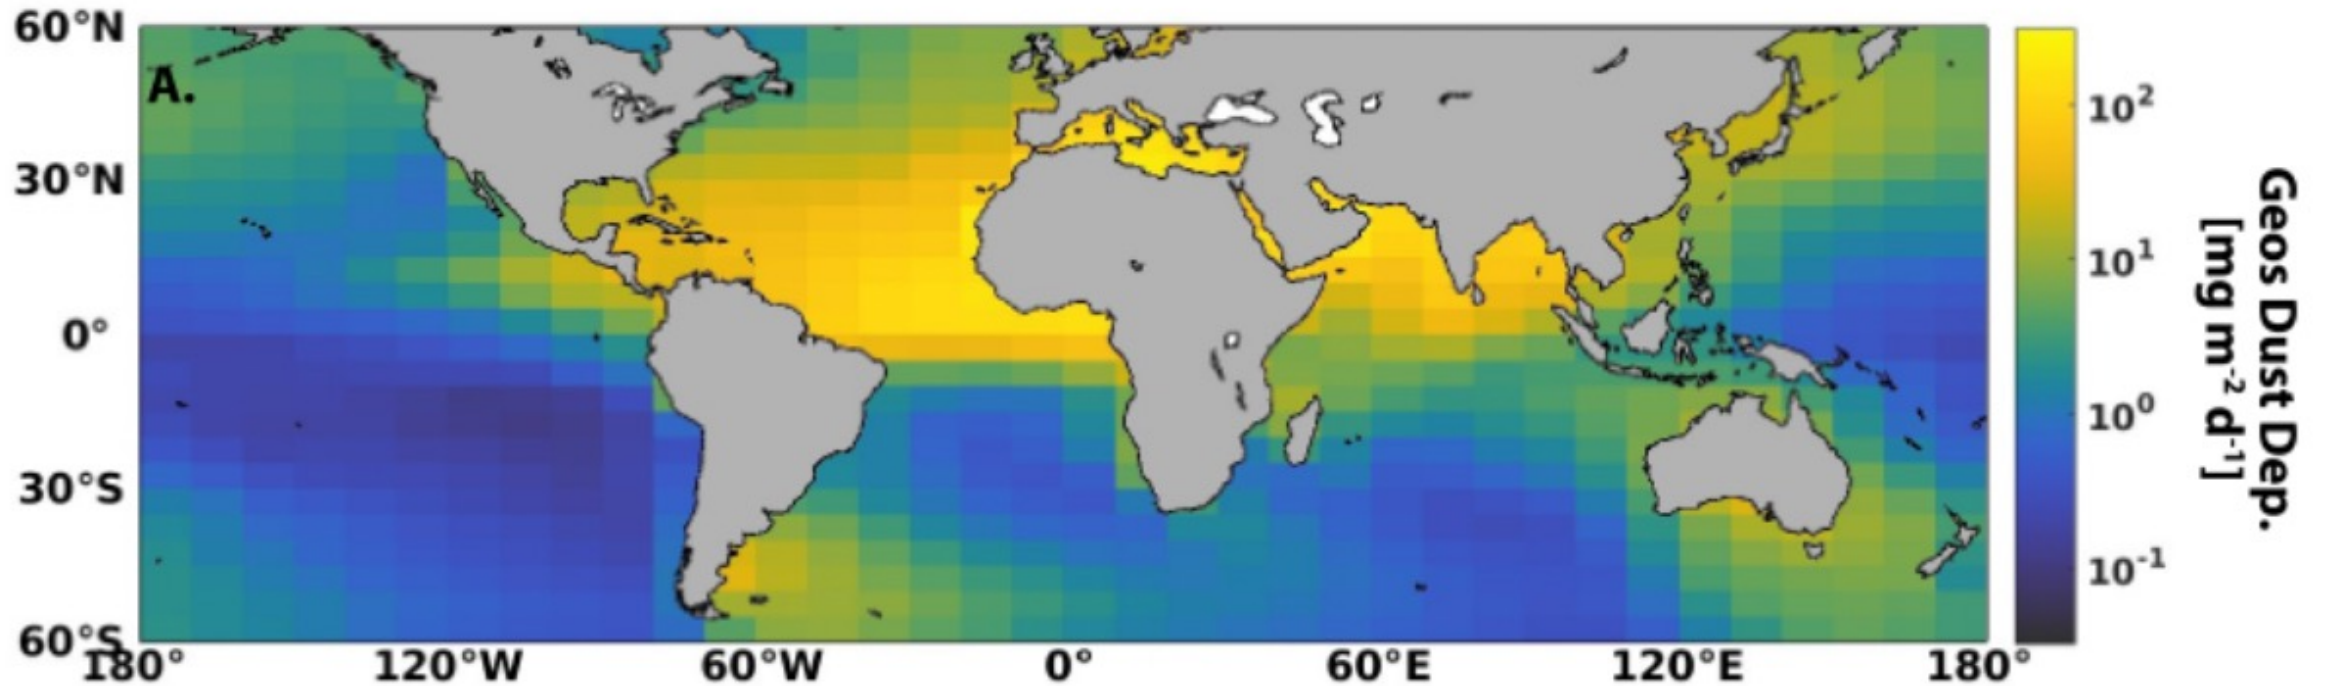 60°N
A.
30°N
0°
30°S
60°S
180°
120°W
60°W
0°
60°E
120°E
180°
10²
10¹
10⁰
10⁻¹
Geos Dust Dep.
[mg m⁻² d⁻¹]